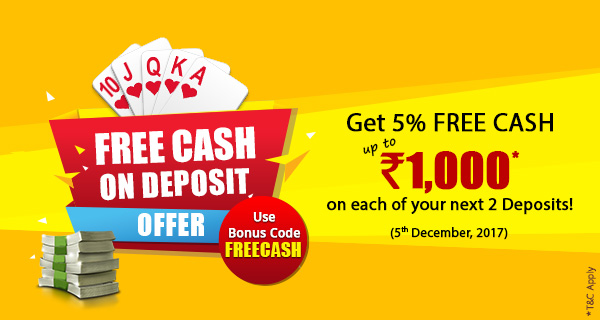 10 J Q K A
FREE CASH
ON DEPOSIT
OFFER
Use
Bonus Code
FREECASH
Get 5% FREE CASH
up to
₹1,000*
on each of your next 2 Deposits!
(5th December, 2017)
*T&C Apply